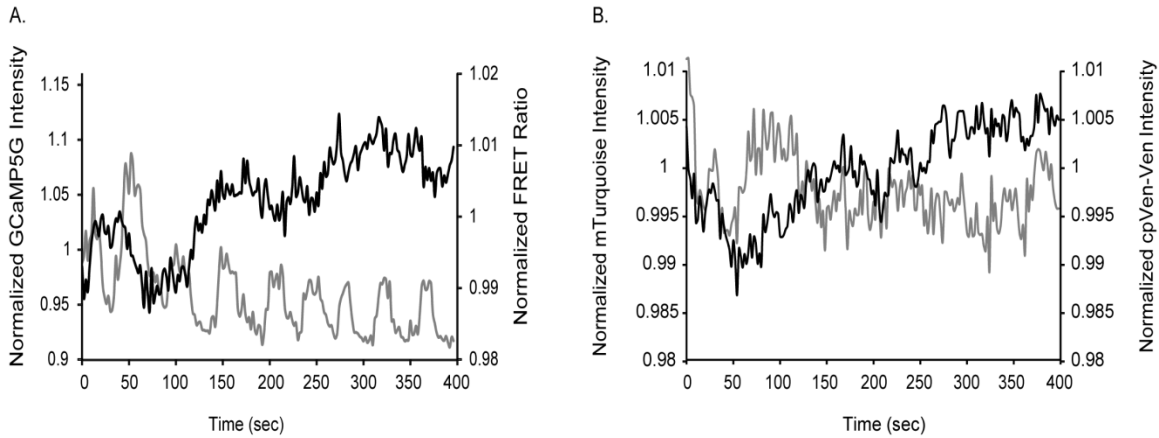 A.
Normalized GCaMP5G Intensity
1.15
1.1
1.05
1
0.95
0.9
1.02
1.01
1
0.99
0.98
Normalized FRET Ratio
0 50 100 150 200 250 300 350 400
Time (sec)
B.
Normalized mTurquoise Intensity
1.01
1.005
1
0.995
0.99
0.985
0.98
1.01
1.005
1
0.995
0.99
0.985
0.98
Normalized cpVen-Ven Intensity
0 50 100 150 200 250 300 350 400
Time (sec)